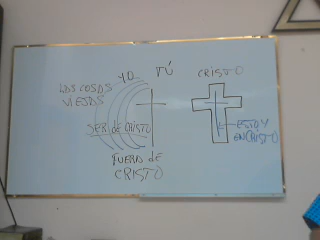 YO
TÚ
CRISTO
LAS COSAS
VIEJAS
SER DE CRISTO
FUERA DE
CRISTO
ESTOY
EN CRISTO